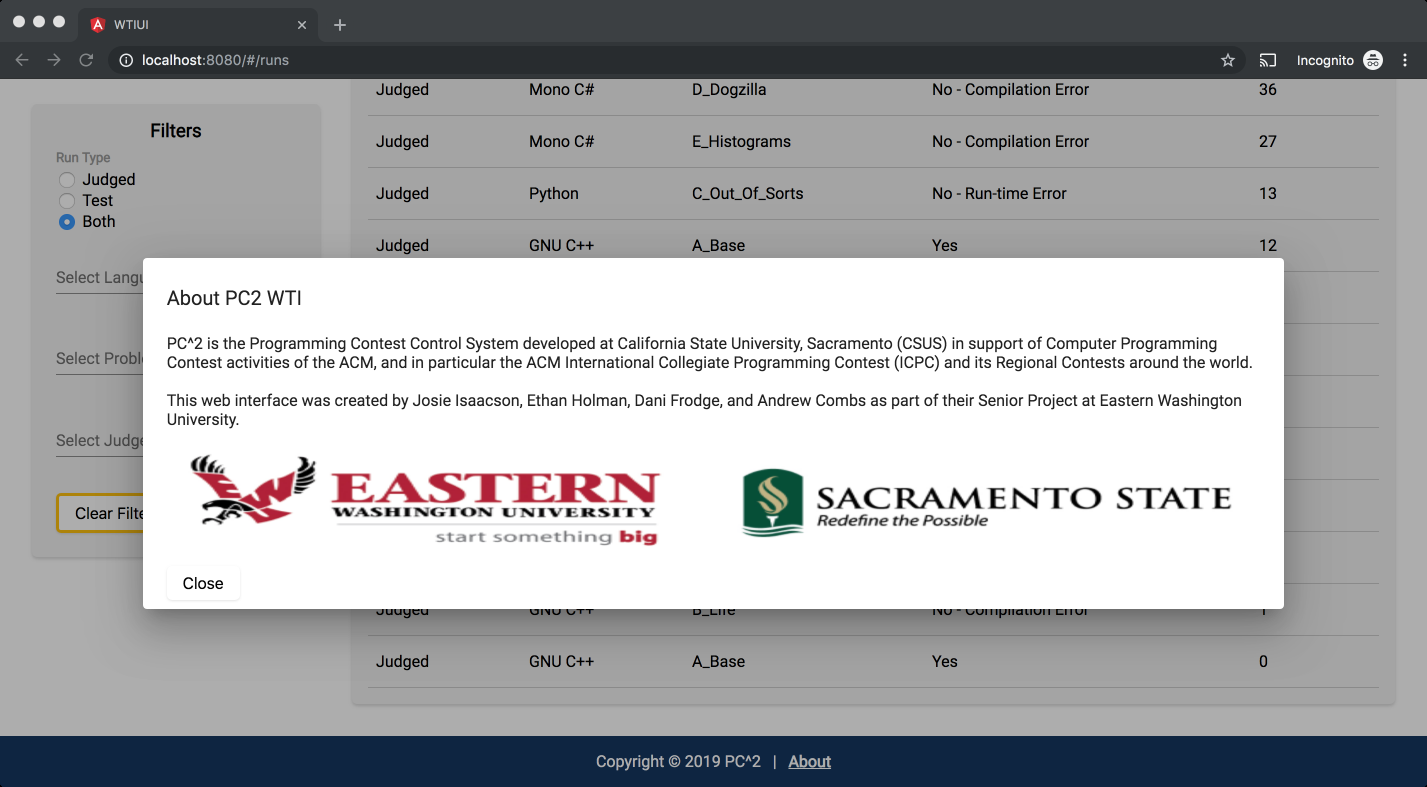 WTIUI
localhost:8080/#/runs
Incognito
Filters
Run Type
Judged
Test
Both
Select Langu
Select Proble
Select Judge
Clear Filte
Judged Mono C# D_Dogzilla No - Compilation Error 36
Judged Mono C# E_Histograms No - Compilation Error 27
Judged Python C_Out_Of_Sorts No - Run-time Error 13
Judged GNU C++ A_Base Yes 12
About PC2 WTI
PC^2 is the Programming Contest Control System developed at California State University, Sacramento (CSUS) in support of Computer Programming
Contest activities of the ACM, and in particular the ACM International Collegiate Programming Contest (ICPC) and its Regional Contests around the world.
This web interface was created by Josie Isaacson, Ethan Holman, Dani Frodge, and Andrew Combs as part of their Senior Project at Eastern Washington
University.
EASTERN
WASHINGTON UNIVERSITY
start something big
SACRAMENTO STATE
Redefine the Possible
Close
Judged GNU C++ B_Life No - Compilation Error 1
Judged GNU C++ A_Base Yes 0
Copyright © 2019 PC^2 | About